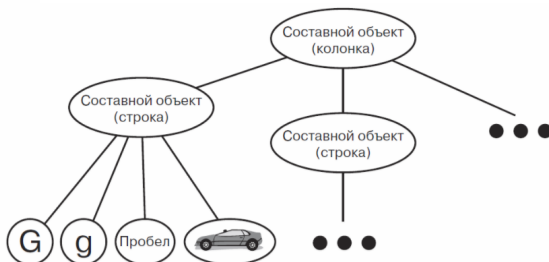 Составной объект
(колонка)
Составной объект
(строка)
Составной объект
(строка)
G
g
Пробел